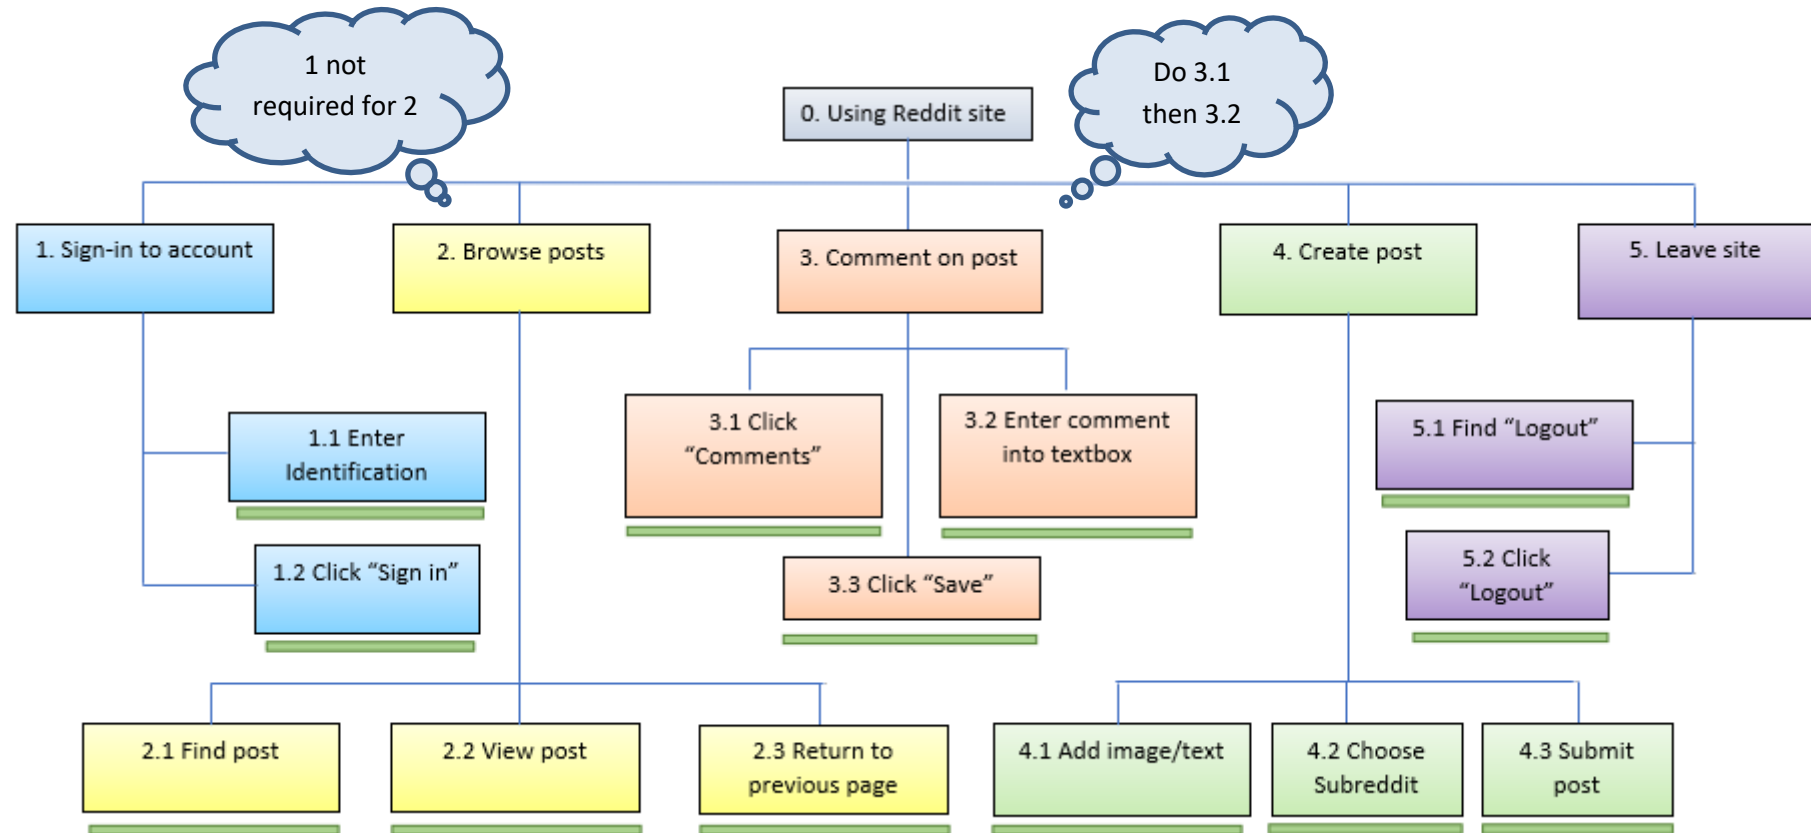 1 not
required for 2
Do 3.1
then 3.2
0. Using Reddit site
1. Sign-in to account
2. Browse posts
3. Comment on post
4. Create post
5. Leave site
1.1 Enter
Identification
1.2 Click “Sign in”
3.1 Click
“Comments”
3.2 Enter comment
into textbox
3.3 Click “Save”
5.1 Find “Logout”
5.2 Click
“Logout”
2.1 Find post
2.2 View post
2.3 Return to
previous page
4.1 Add image/text
4.2 Choose
Subreddit
4.3 Submit
post